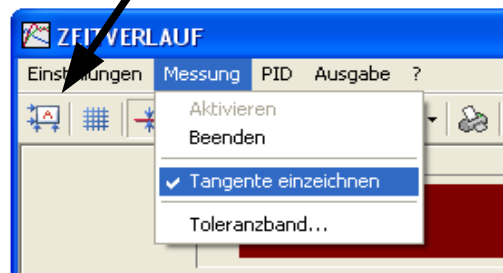 ZEITVERLAUF
Einstellungen Messung PID Ausgabe ?
A
Aktivieren
Beenden
Tangente einzeichnen
Toleranzband...